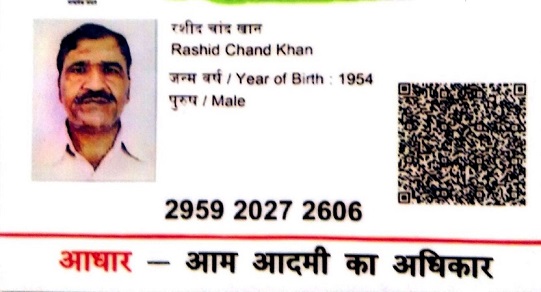 रशीद चांद खान
Rashid Chand Khan
जन्म वर्ष / Year of Birth : 1954
पुरुष / Male
2959 2027 2606
आधार – आम आदमी का अधिकार